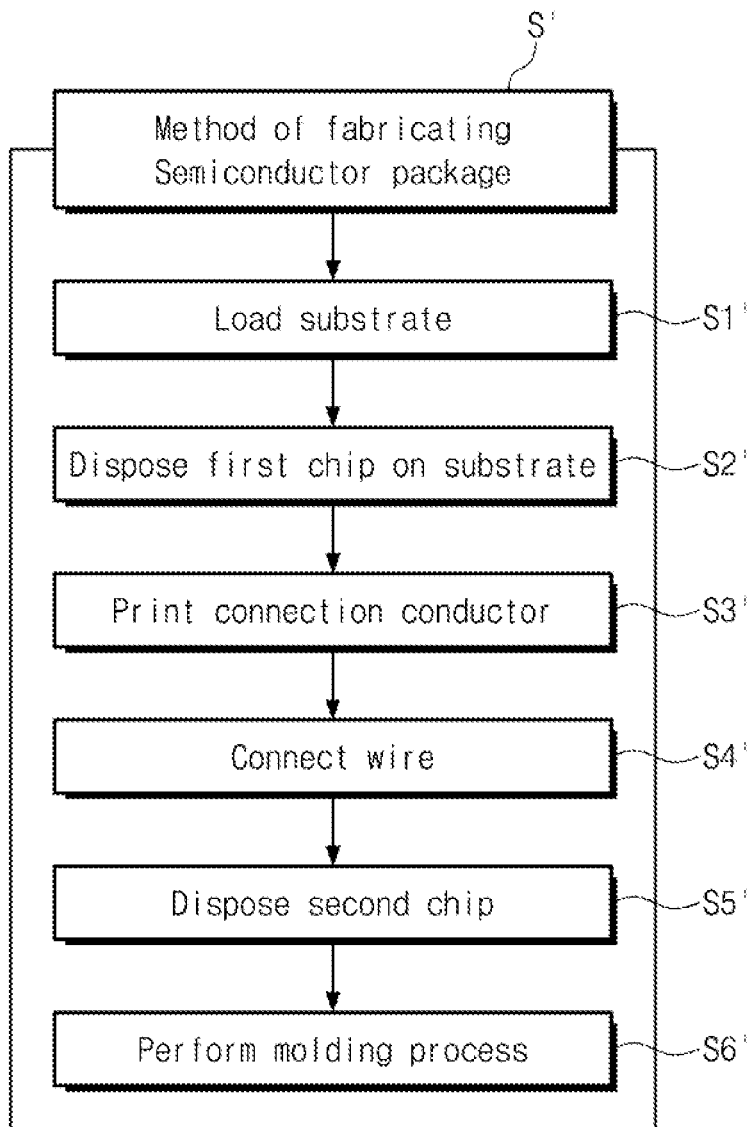 S'
Method of fabricating
Semiconductor package
Load substrate
S1'
Dispose first chip on substrate
S2'
Print connection conductor
S3'
Connect wire
S4'
Dispose second chip
S5'
Perform molding process
S6'